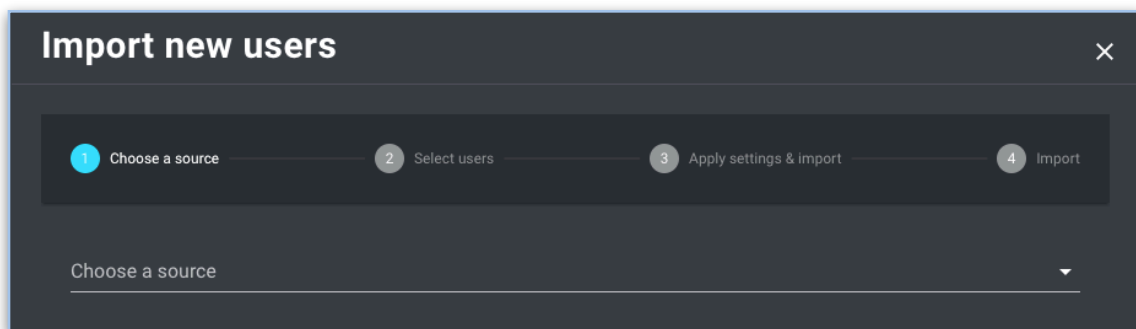 Import new users
1 Choose a source 2 Select users 3 Apply settings & import 4 Import
Choose a source